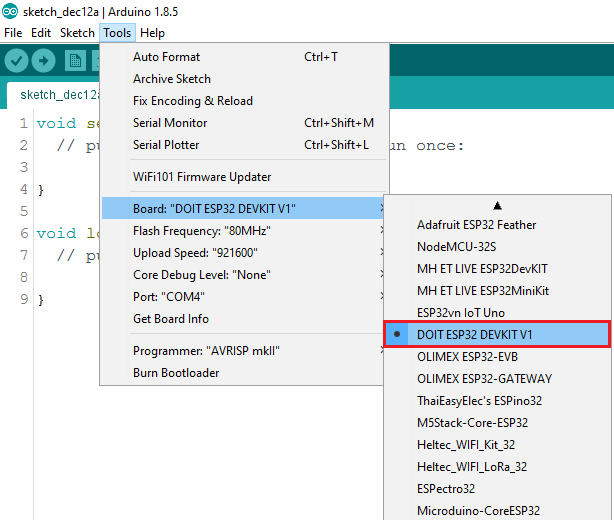 sketch_dec12a | Arduino 1.8.5
File Edit Sketch Tools Help
sketch_dec12a
Auto Format Ctrl+T
Archive Sketch
Fix Encoding & Reload
Serial Monitor Ctrl+Shift+M
Serial Plotter Ctrl+Shift+L
WiFi101 Firmware Updater
Board: "DOIT ESP32 DEVKIT V1"
Flash Frequency: "80MHz"
Upload Speed: "921600"
Core Debug Level: "None"
Port: "COM4"
Get Board Info
Programmer: "AVRISP mkII"
Burn Bootloader
1 void se
2 // pu un once:
3
4 }
5
6 void lo
7 // pu
8
9 }
Adafruit ESP32 Feather
NodeMCU-32S
MH ET LIVE ESP32DevKIT
MH ET LIVE ESP32MiniKit
ESP32vn IoT Uno
DOIT ESP32 DEVKIT V1
OLIMEX ESP32-EVB
OLIMEX ESP32-GATEWAY
ThaiEasyElec's ESPino32
M5Stack-Core-ESP32
Heltec_WIFI_Kit_32
Heltec_WIFI_LoRa_32
ESPectro32
Microduino-CoreESP32